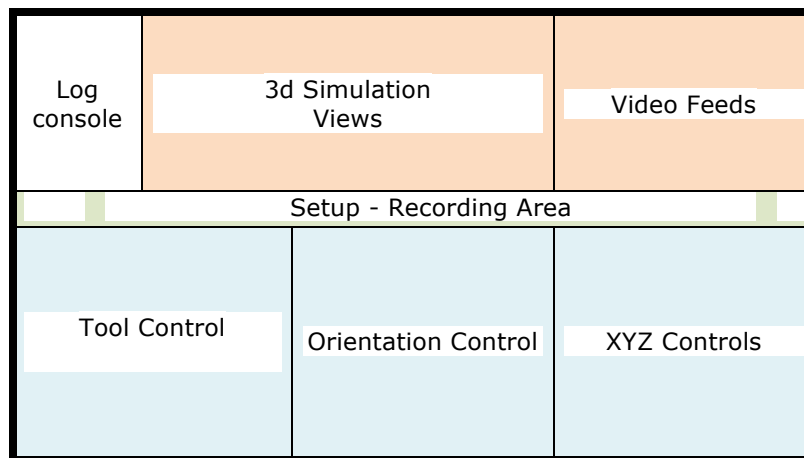 Log
console
3d Simulation
Views
Video Feeds
Setup - Recording Area
Tool Control
Orientation Control
XYZ Controls